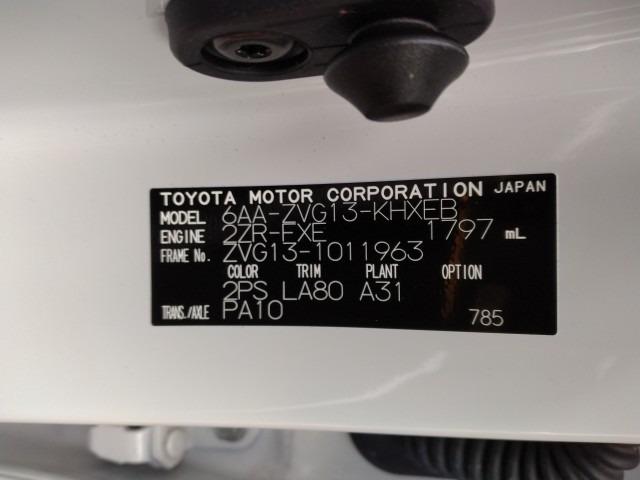 TOYOTA MOTOR CORPORATION JAPAN
MODEL 6AA-ZVG13-KHXEB
ENGINE 2ZR-FXE 1797 mL
FRAME No. ZVG13-1011963
COLOR TRIM PLANT OPTION
2PS LA80 A31
TRANS./AXLE PA10 785